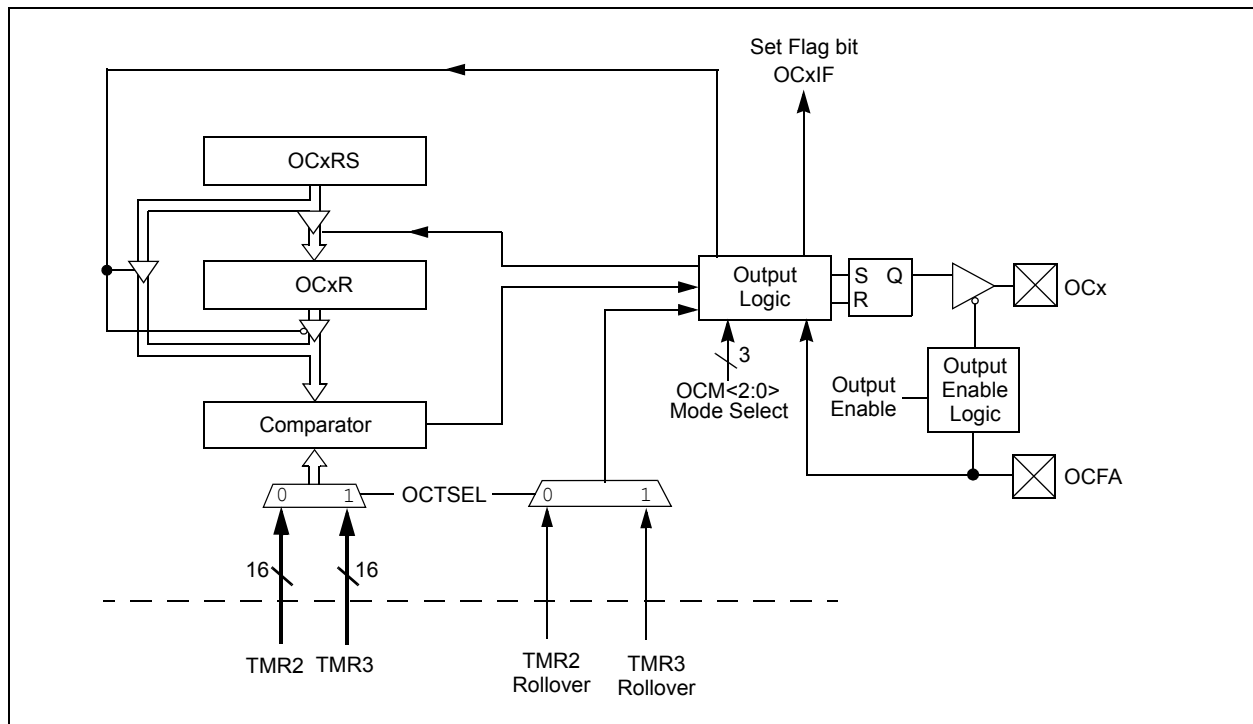 Set Flag bit
OCxIF
OCxRS
OCxR
Output
Logic
S Q
R
OCx
3
OCM<2:0>
Mode Select
Output
Enable
Output
Enable
Logic
Comparator
OCFA
0 1
OCTSEL
0 1
16
16
TMR2
TMR3
TMR2
Rollover
TMR3
Rollover